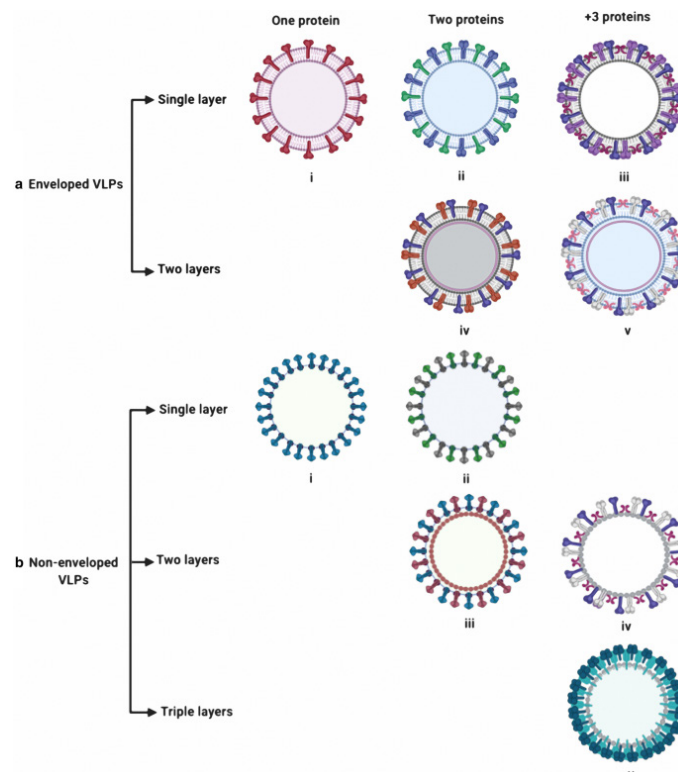 One protein Two proteins +3 proteins
Single layer
i ii iii
a Enveloped VLPs
Two layers
iv v
Single layer
i ii
b Non-enveloped
VLPs
Two layers
iii iv
Triple layers